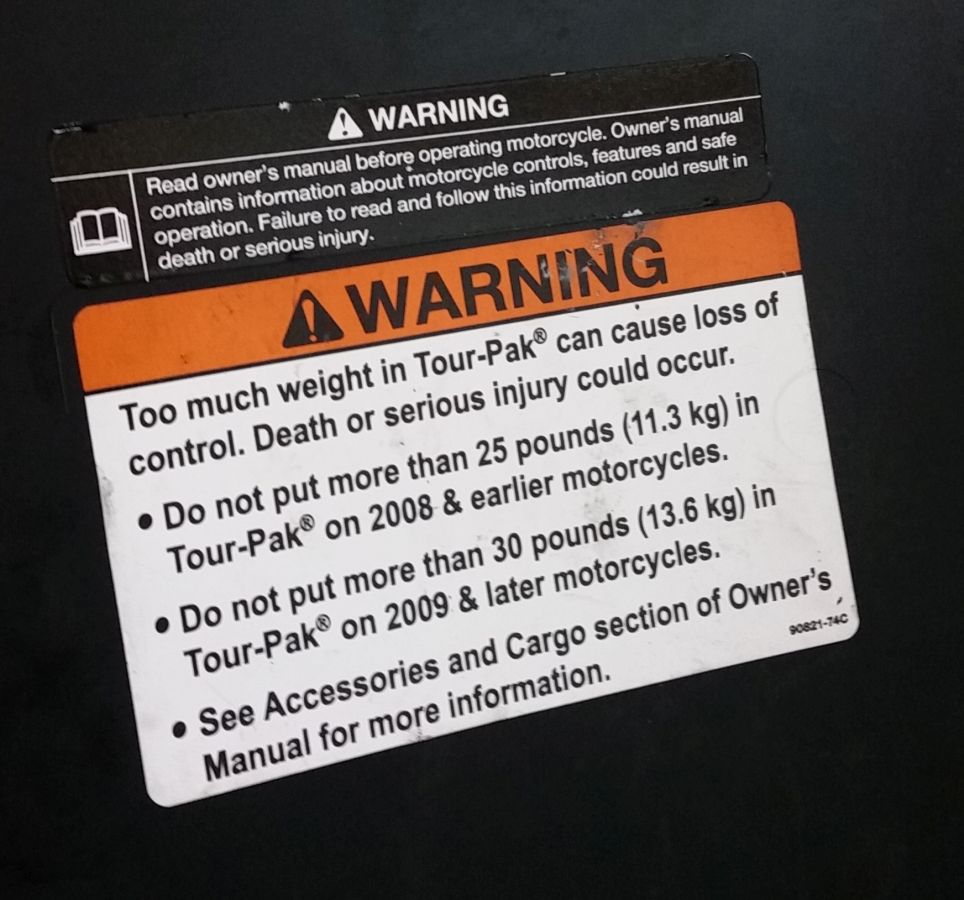 WARNING
Read owner's manual before operating motorcycle. Owner's manual
contains information about motorcycle controls, features and safe
operation. Failure to read and follow this information could result in
death or serious injury.
WARNING
Too much weight in Tour-Pak® can cause loss of
control. Death or serious injury could occur.
• Do not put more than 25 pounds (11.3 kg) in
Tour-Pak® on 2008 & earlier motorcycles.
• Do not put more than 30 pounds (13.6 kg) in
Tour-Pak® on 2009 & later motorcycles.
• See Accessories and Cargo section of Owner's
Manual for more information.
90821-74C